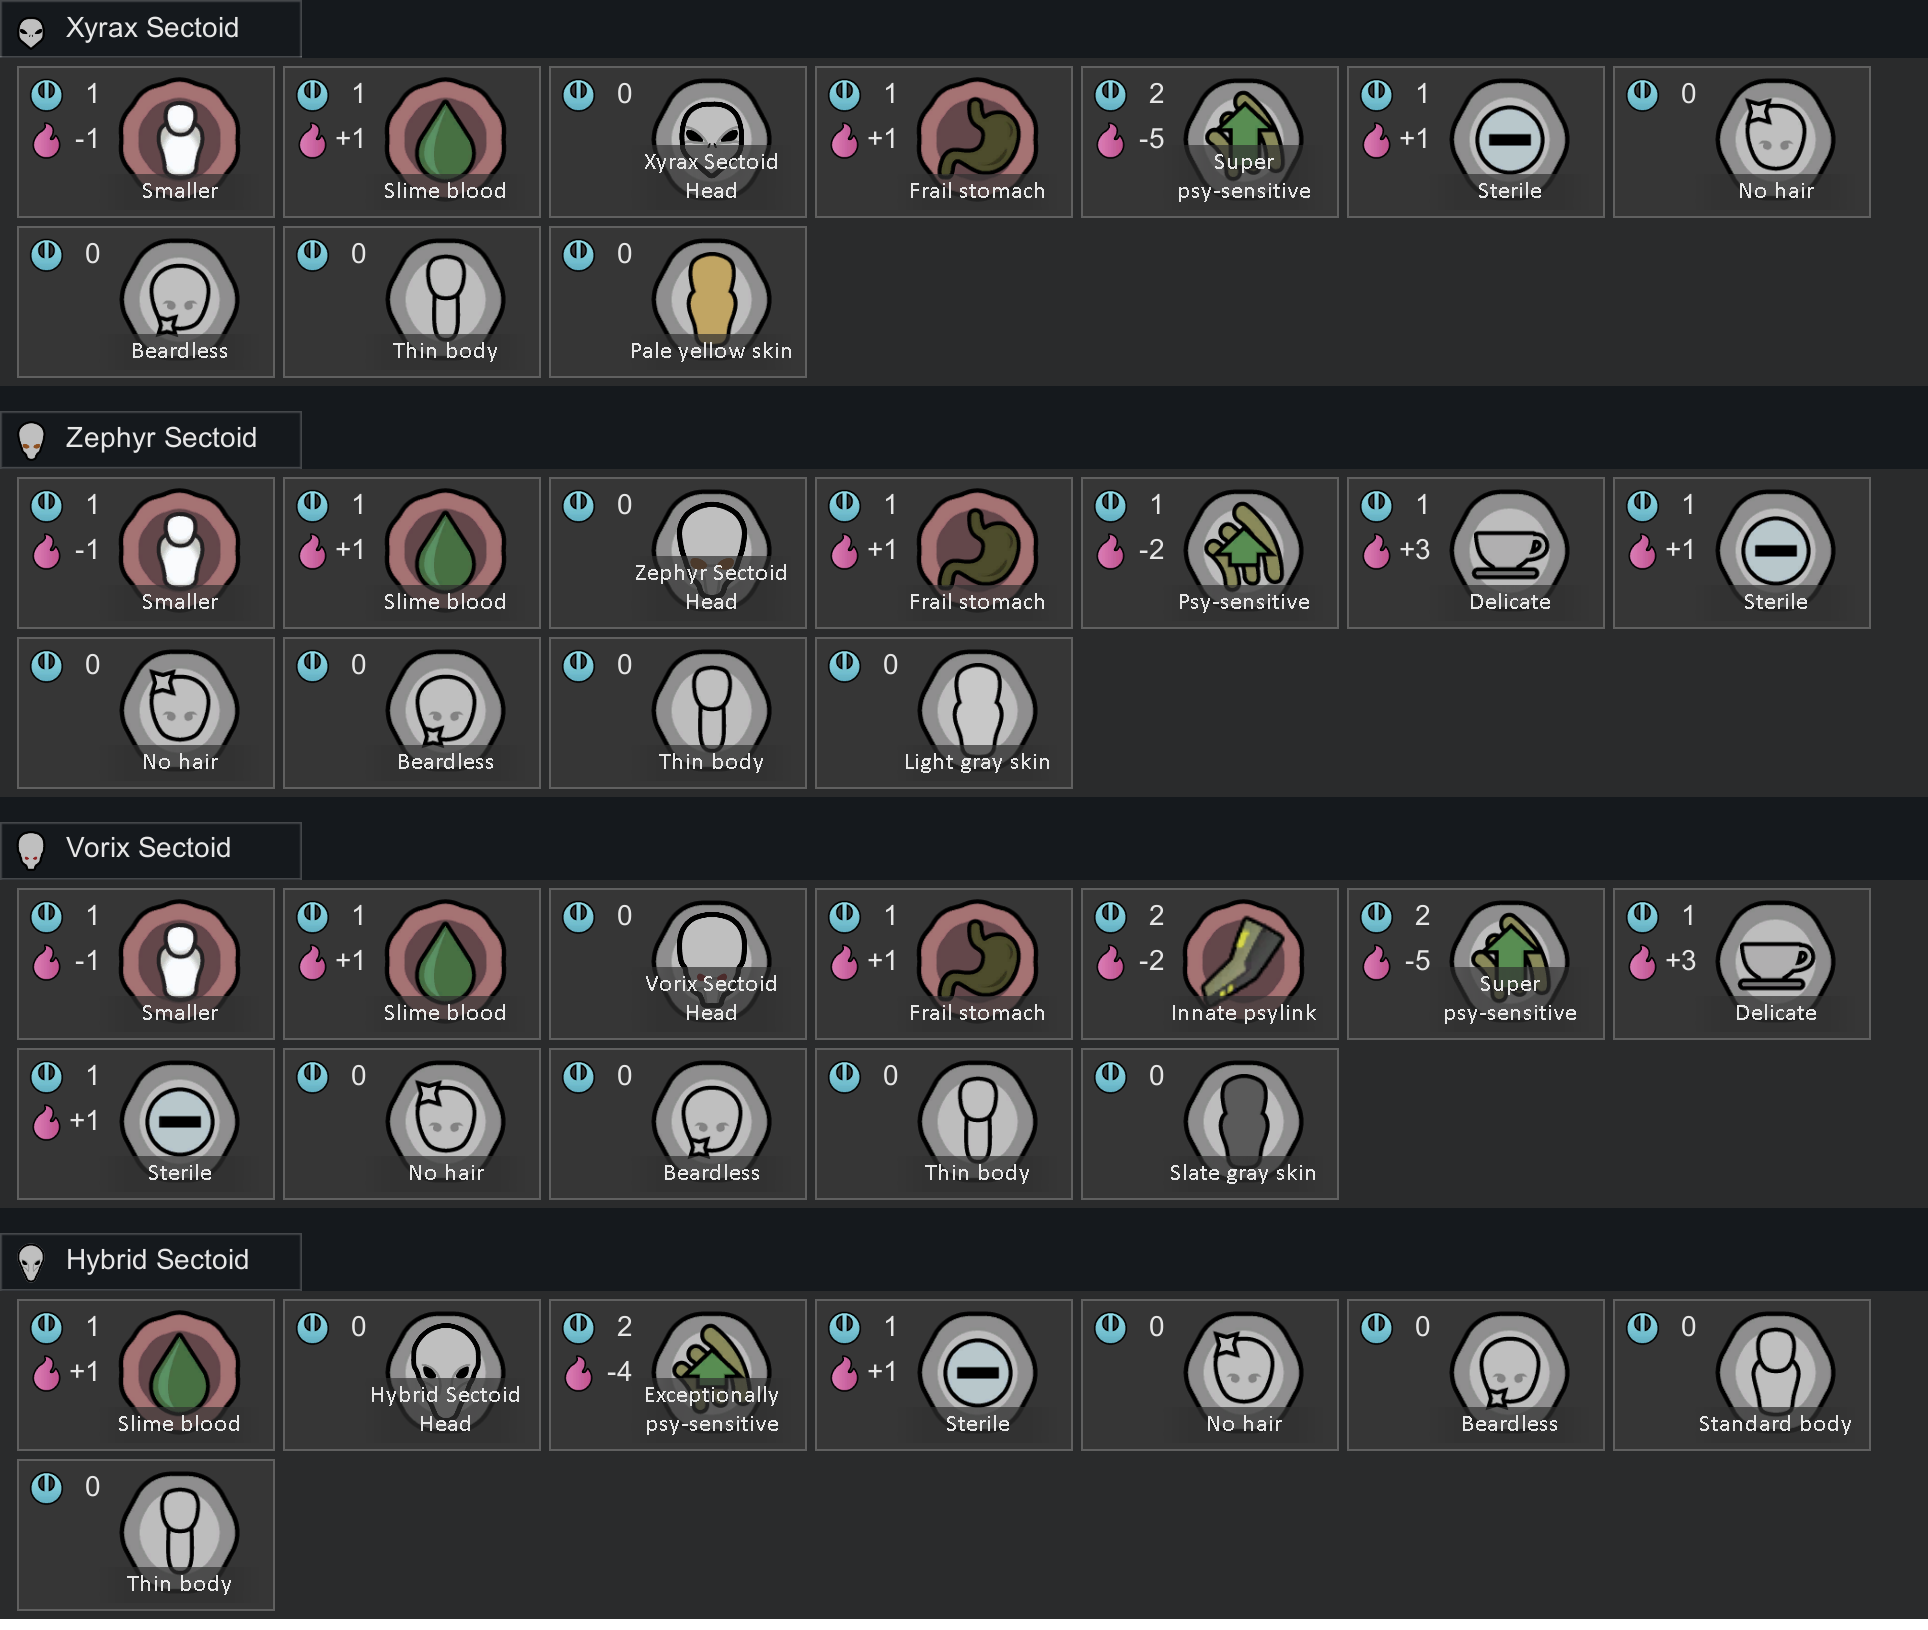 Xyrax Sectoid
1
-1
Smaller
1
+1
Slime blood
0
Xyrax Sectoid
Head
1
+1
Frail stomach
2
-5
Super
psy-sensitive
1
+1
Sterile
0
No hair
0
Beardless
0
Thin body
0
Pale yellow skin
Zephyr Sectoid
1
-1
Smaller
1
+1
Slime blood
0
Zephyr Sectoid
Head
1
+1
Frail stomach
1
-2
Psy-sensitive
1
+3
Delicate
1
+1
Sterile
0
No hair
0
Beardless
0
Thin body
0
Light gray skin
Vorix Sectoid
1
-1
Smaller
1
+1
Slime blood
0
Vorix Sectoid
Head
1
+1
Frail stomach
2
-2
Innate psylink
2
-5
Super
psy-sensitive
1
+3
Delicate
1
+1
Sterile
0
No hair
0
Beardless
0
Thin body
0
Slate gray skin
Hybrid Sectoid
1
+1
Slime blood
0
Hybrid Sectoid
Head
2
-4
Exceptionally
psy-sensitive
1
+1
Sterile
0
No hair
0
Beardless
0
Standard body
0
Thin body